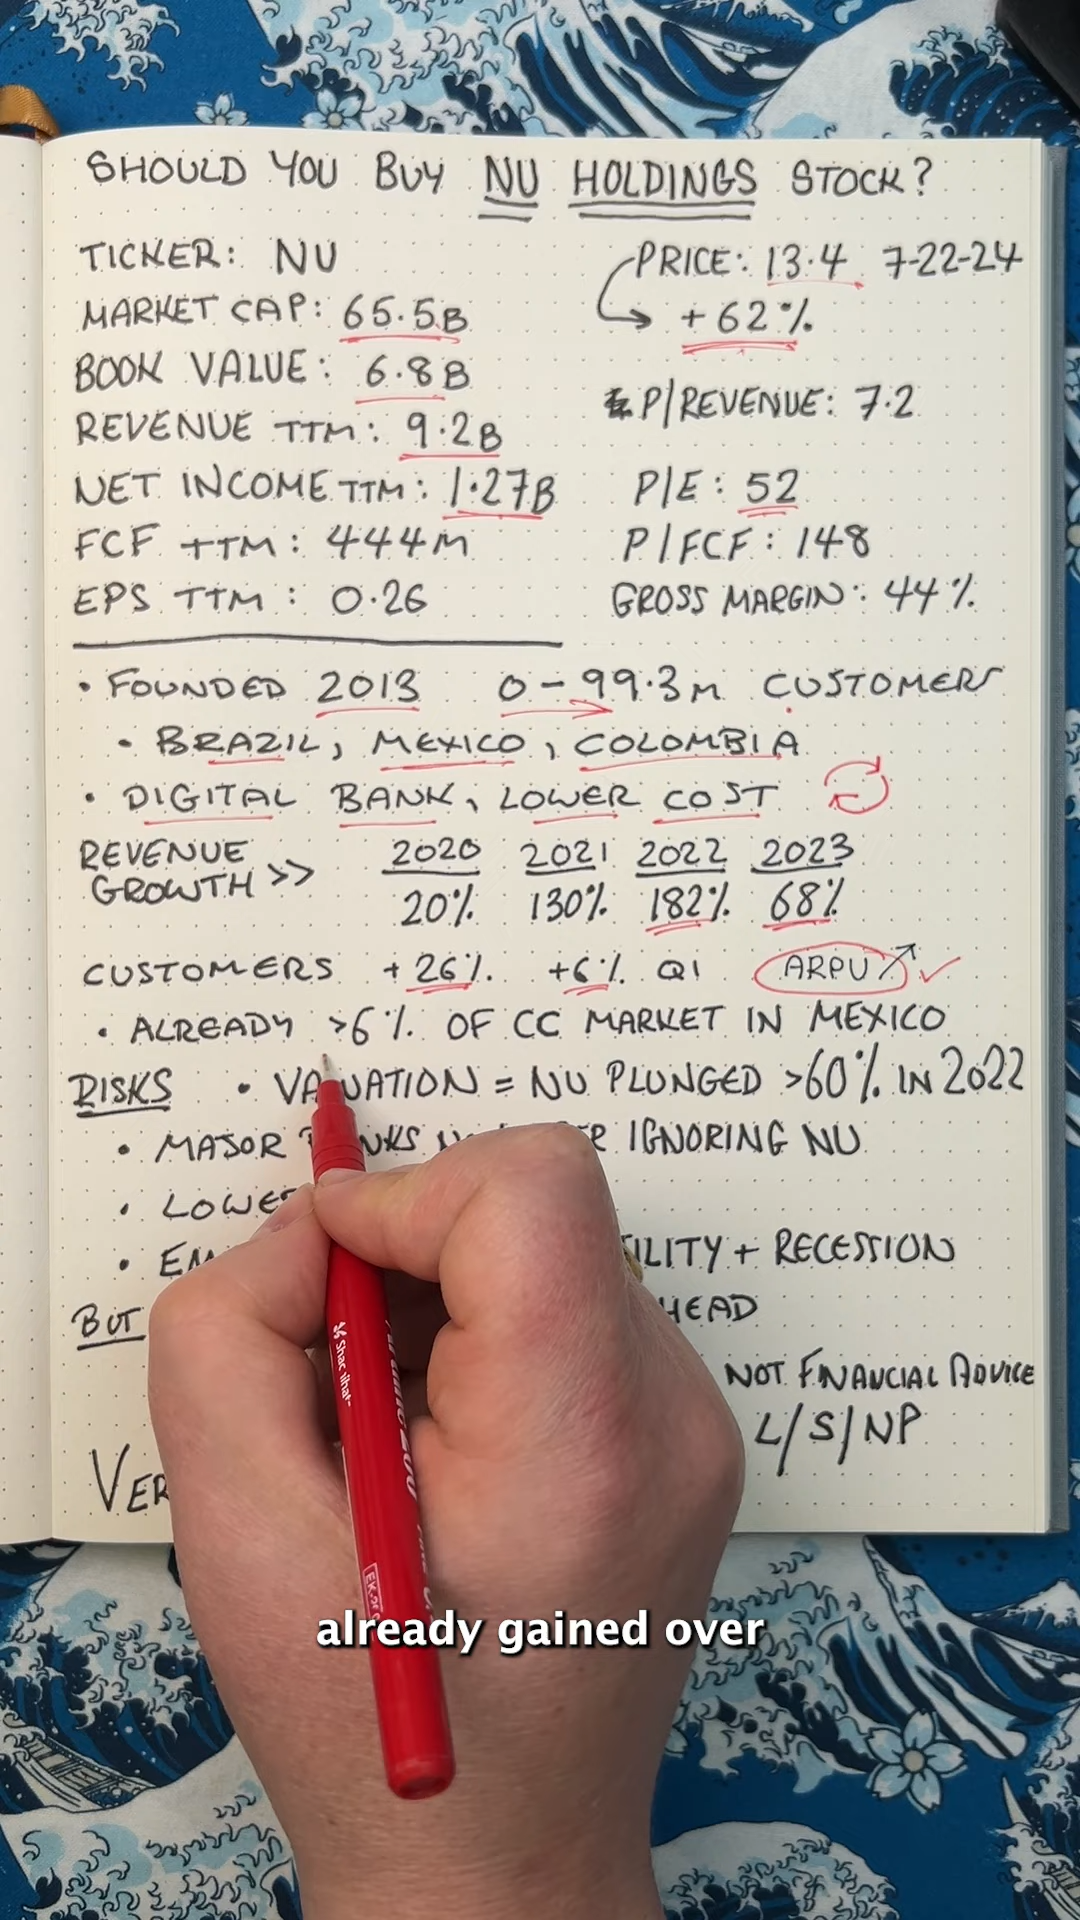 SHOULD YOU BUY NU HOLDINGS STOCK?
TICKER: NU
PRICE: 13.4 7-22-24
MARKET CAP: 65.5B
+62%
BOOK VALUE: 6.8B
P/REVENUE: 7.2
REVENUE TTM: 9.2B
NET INCOME TTM: 1.27B
P/E: 52
FCF TTM: 444M
P/FCF: 148
EPS TTM: 0.26
GROSS MARGIN: 44%
• FOUNDED 2013 0-99.3M CUSTOMERS
• BRAZIL, MEXICO, COLOMBIA
• DIGITAL BANK, LOWER COST
REVENUE GROWTH >> 2020 2021 2022 2023
20% 130% 182% 68%
CUSTOMERS +26% +6% Q1 ARPU
• ALREADY >6% OF CC MARKET IN MEXICO
RISKS • VALUATION = NU PLUNGED >60% IN 2022
• MAJOR IGNORING NU
•
• + RECESSION
BUT
NOT FINANCIAL ADVICE
L/S/NP
already gained over